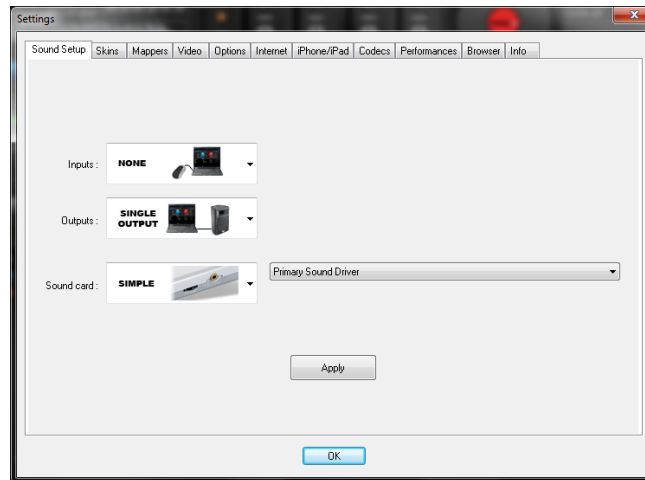 Settings
Sound Setup Skins Mappers Video Options Internet iPhone/iPad Codecs Performances Browser Info
Inputs : NONE
Outputs : SINGLE
OUTPUT
Sound card : SIMPLE Primary Sound Driver
Apply
OK